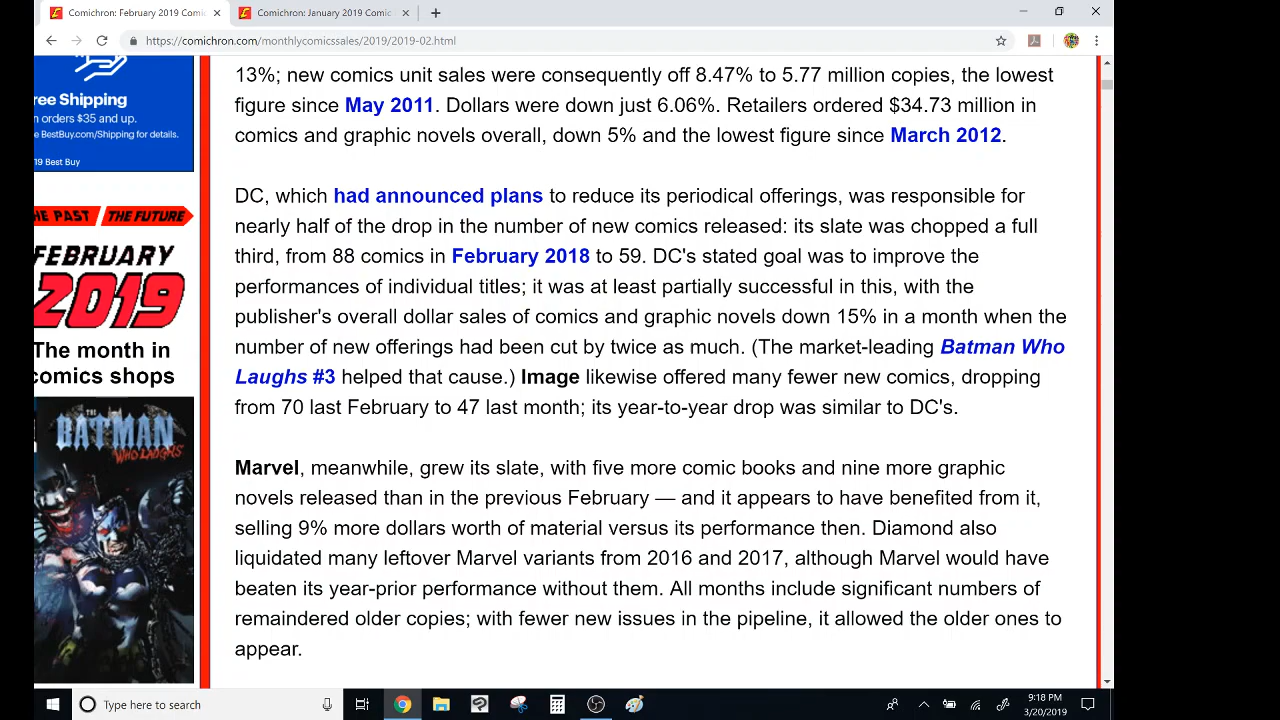 Comichron: February 2019 Comi
Comichron: January 2019 Comic
https://comichron.com/monthlycomicssales/2019/2019-02.html
ree Shipping
n orders $35 and up.
e BestBuy.com/Shipping for details.
19 Best Buy
HE PAST THE FUTURE
FEBRUARY
2019
The month in
comics shops
THE
BATMAN
WHO LAUGHS
13%; new comics unit sales were consequently off 8.47% to 5.77 million copies, the lowest
figure since May 2011. Dollars were down just 6.06%. Retailers ordered $34.73 million in
comics and graphic novels overall, down 5% and the lowest figure since March 2012.
DC, which had announced plans to reduce its periodical offerings, was responsible for
nearly half of the drop in the number of new comics released: its slate was chopped a full
third, from 88 comics in February 2018 to 59. DC's stated goal was to improve the
performances of individual titles; it was at least partially successful in this, with the
publisher's overall dollar sales of comics and graphic novels down 15% in a month when the
number of new offerings had been cut by twice as much. (The market-leading Batman Who
Laughs #3 helped that cause.) Image likewise offered many fewer new comics, dropping
from 70 last February to 47 last month; its year-to-year drop was similar to DC's.
Marvel, meanwhile, grew its slate, with five more comic books and nine more graphic
novels released than in the previous February — and it appears to have benefited from it,
selling 9% more dollars worth of material versus its performance then. Diamond also
liquidated many leftover Marvel variants from 2016 and 2017, although Marvel would have
beaten its year-prior performance without them. All months include significant numbers of
remaindered older copies; with fewer new issues in the pipeline, it allowed the older ones to
appear.
Type here to search
9:18 PM
3/20/2019